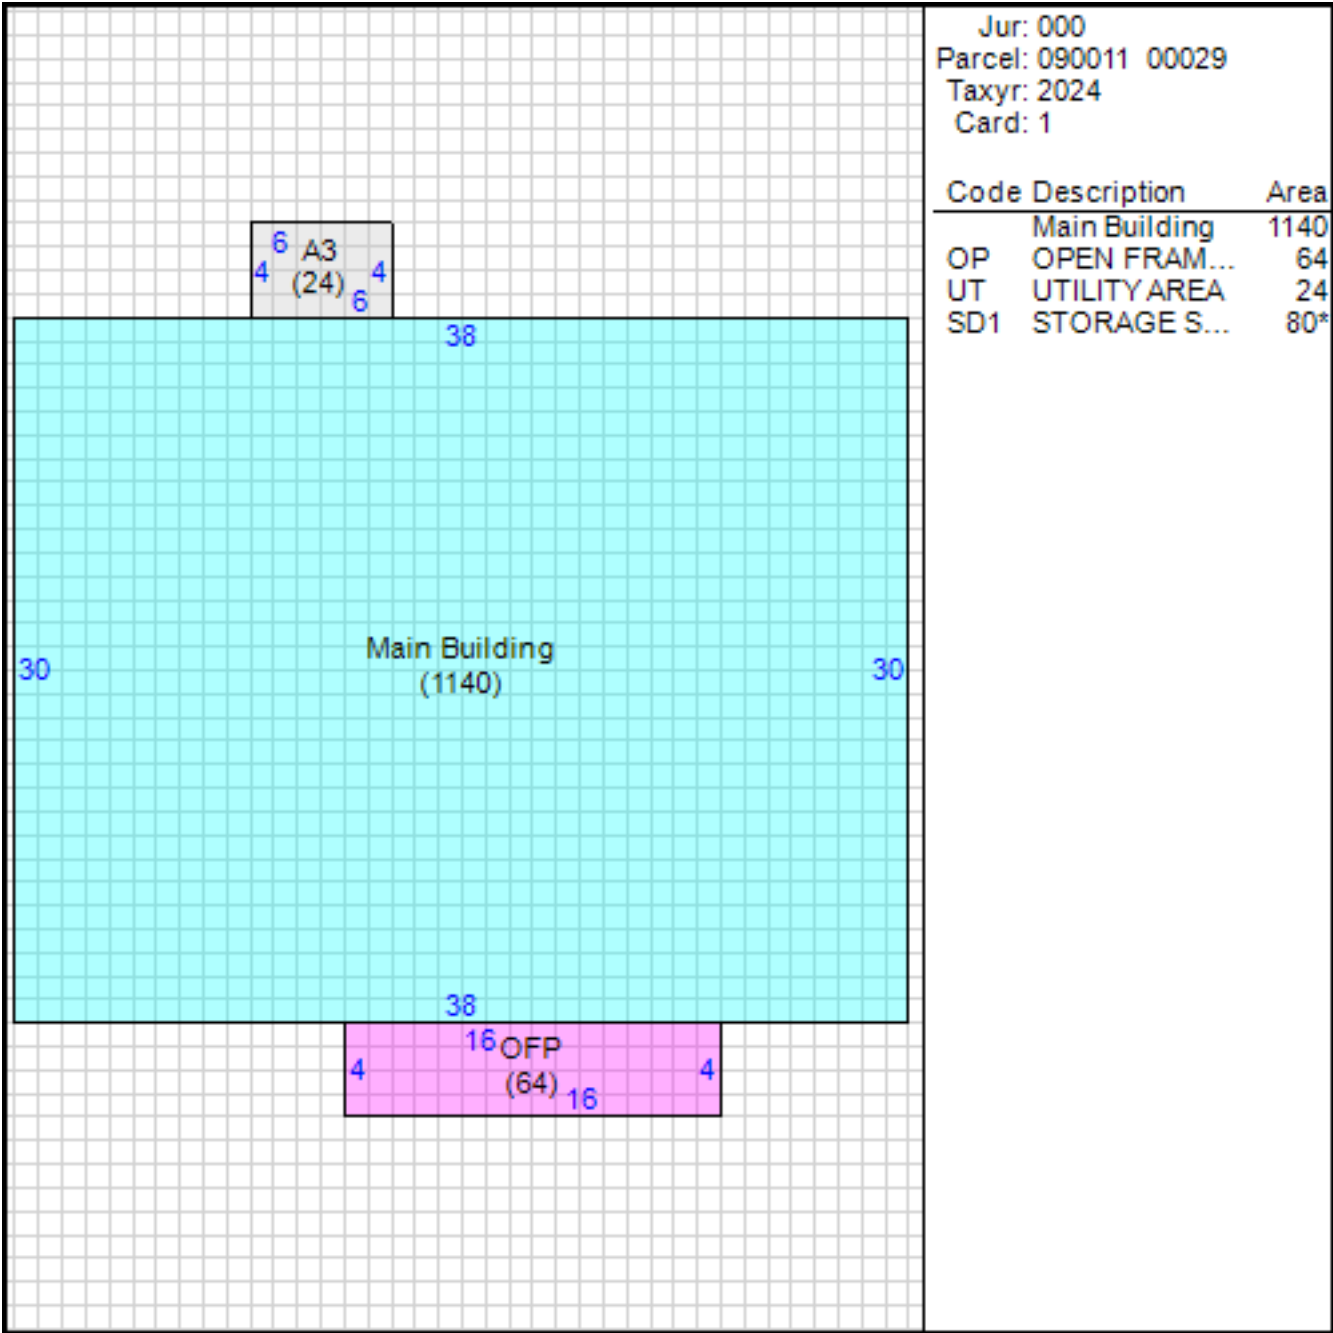 Jur: 000
Parcel: 090011 00029
Taxyr: 2024
Card: 1
Code Description Area
Main Building 1140
OP OPEN FRAM... 64
UT UTILITY AREA 24
SD1 STORAGE S... 80*
6 A3
4 (24) 4
6
38
Main Building
30 (1140) 30
38
16 OFP
4 (64) 4
16